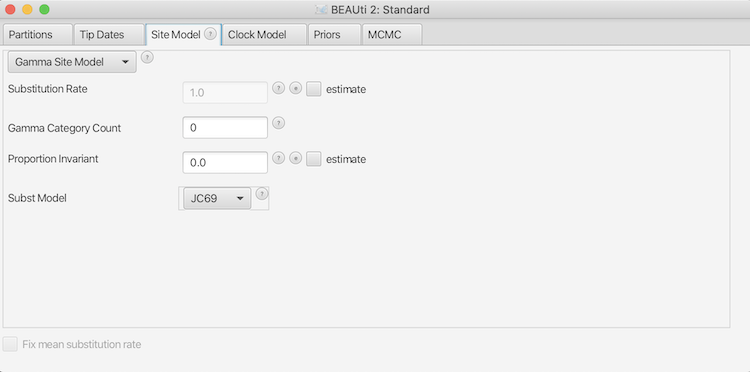 BEAUti 2: Standard
Partitions Tip Dates Site Model ? Clock Model Priors MCMC
Gamma Site Model ?
Substitution Rate 1.0 ? e estimate
Gamma Category Count 0 ?
Proportion Invariant 0.0 ? e estimate
Subst Model JC69 ?
Fix mean substitution rate